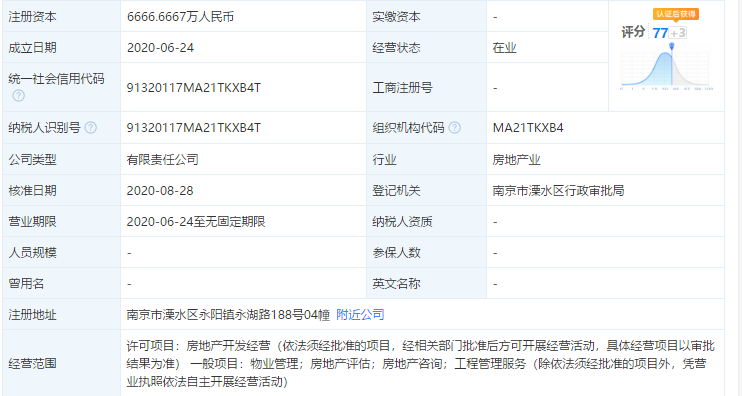 认证后获得
注册资本 6666.6667万人民币 实缴资本 - 评分 77+3
成立日期 2020-06-24 经营状态 在业
统一社会信用代码 91320117MA21TKXB4T 工商注册号 -
纳税人识别号 91320117MA21TKXB4T 组织机构代码 MA21TKXB4
公司类型 有限责任公司 行业 房地产业
核准日期 2020-08-28 登记机关 南京市溧水区行政审批局
营业期限 2020-06-24至无固定期限 纳税人资质 -
人员规模 - 参保人数 -
曾用名 - 英文名称 -
注册地址 南京市溧水区永阳镇永湖路188号04幢 附近公司
经营范围 许可项目：房地产开发经营（依法须经批准的项目，经相关部门批准后方可开展经营活动，具体经营项目以审批
结果为准） 一般项目：物业管理；房地产评估；房地产咨询；工程管理服务（除依法须经批准的项目外，凭营
业执照依法自主开展经营活动）